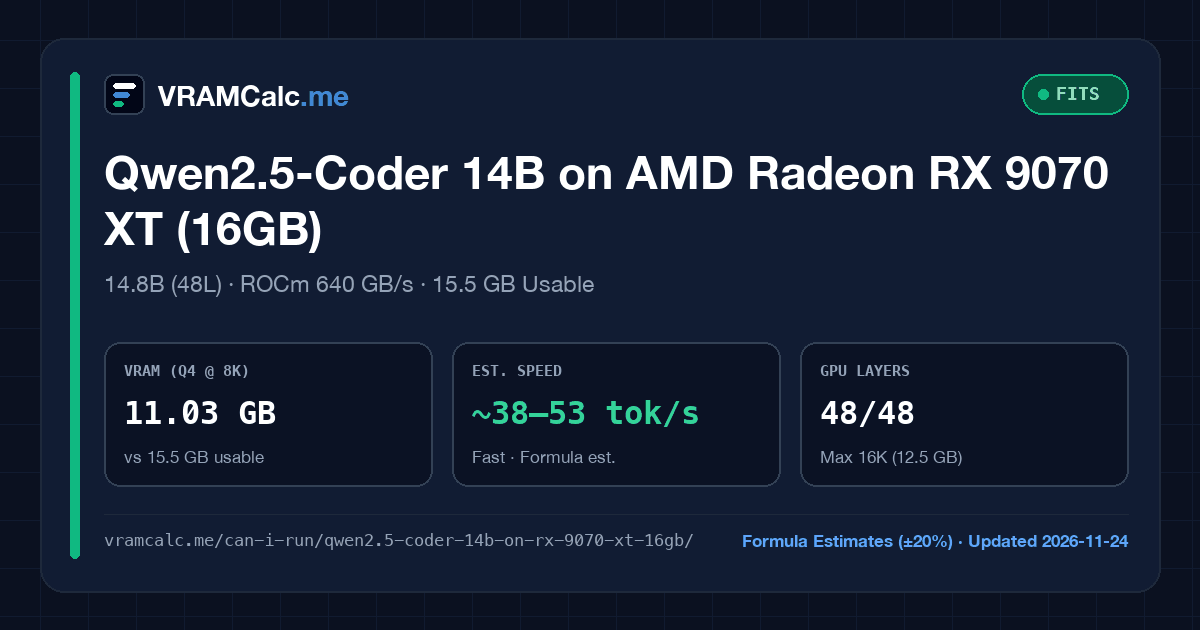 VRAMCalc.me
FITS
Qwen2.5-Coder 14B on AMD Radeon RX 9070
XT (16GB)
14.8B (48L) · ROCm 640 GB/s · 15.5 GB Usable
VRAM (Q4 @ 8K)
11.03 GB
vs 15.5 GB usable
EST. SPEED
~38–53 tok/s
Fast · Formula est.
GPU LAYERS
48/48
Max 16K (12.5 GB)
vramcalc.me/can-i-run/qwen2.5-coder-14b-on-rx-9070-xt-16gb/
Formula Estimates (±20%) · Updated 2026-11-24